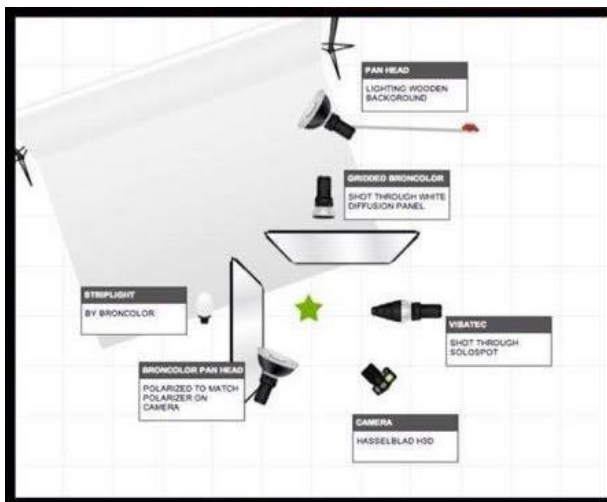 PAN HEAD
LIGHTING WOODEN
BACKGROUND
GRIDDED BRONCOLOR
SHOT THROUGH WHITE
DIFFUSION PANEL
STRIPLIGHT
BY BRONCOLOR
VISATEC
SHOT THROUGH
SOLOSPOT
BRONCOLOR PAN HEAD
POLARIZED TO MATCH
POLARIZER ON
CAMERA
CAMERA
HASSELBLAD H3D